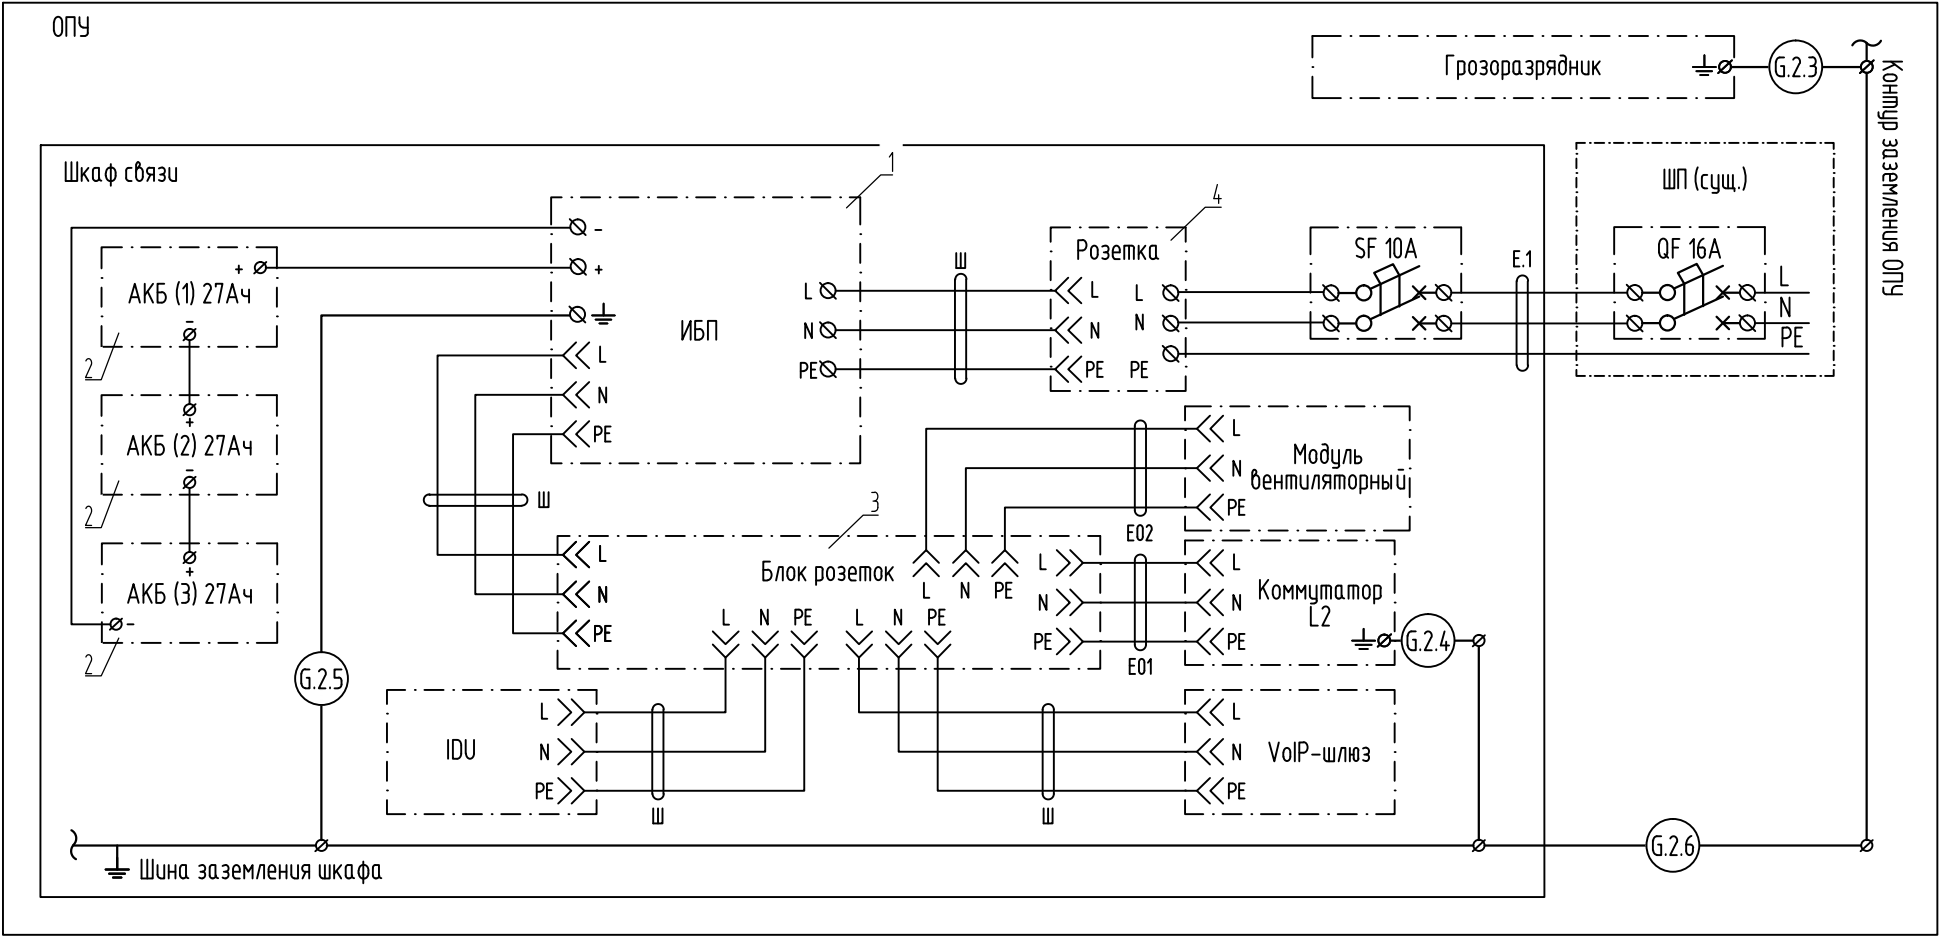 ОПУ
Грозоразрядник
G.2.3
Контур заземления ОПУ
Шкаф связи
1
ШП (сущ.)
4
-
+
ИБП
L
N
PE
L
N
PE
Ш
Розетка
L
N
PE
L
N
PE
SF 10А
E.1
QF 16А
L
N
PE
+
АКБ (1) 27Ач
-
2
+
АКБ (2) 27Ач
-
2
+
АКБ (3) 27Ач
-
2
Ш
3
Блок розеток
L
N
PE
L
N
PE
L
N
PE
L
N
PE
L
N
PE
E02
L
N
PE
Модуль
вентиляторный
E01
L
N
PE
Коммутатор
L2
G.2.4
G.2.5
IDU
L
N
PE
Ш
Ш
L
N
PE
VoIP-шлюз
G.2.6
Шина заземления шкафа